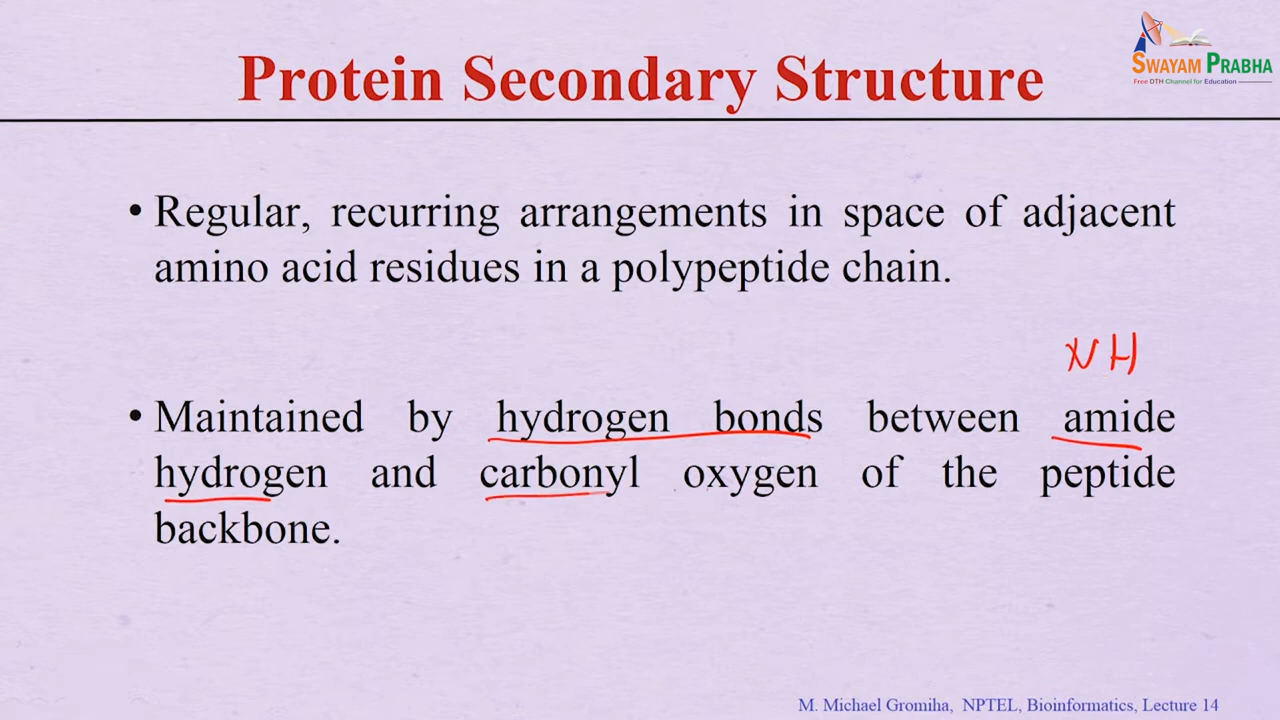 SWAYAM PRABHA
Free DTH Channel for Education
Protein Secondary Structure
• Regular, recurring arrangements in space of adjacent
amino acid residues in a polypeptide chain.
NH
• Maintained by hydrogen bonds between amide
hydrogen and carbonyl oxygen of the peptide
backbone.
M. Michael Gromiha, NPTEL, Bioinformatics, Lecture 14